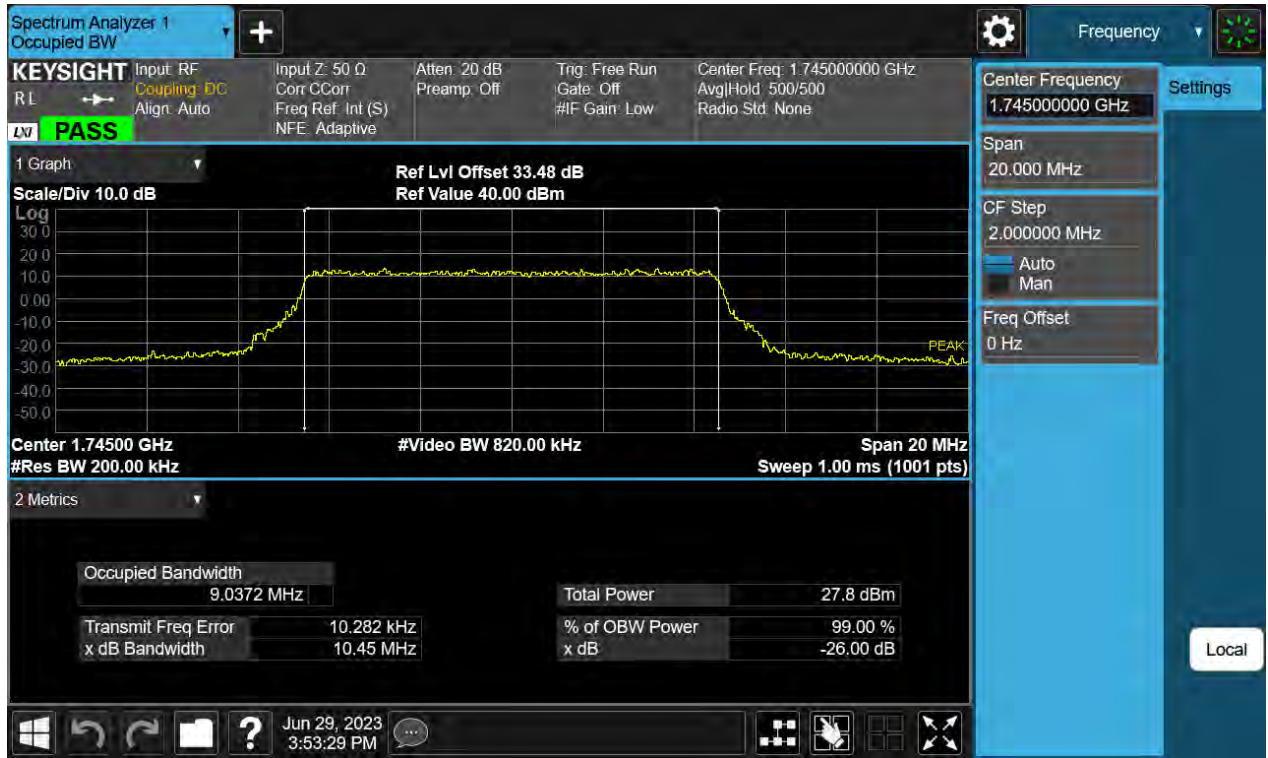 Spectrum Analyzer 1
Occupied BW
+
Frequency
KEYSIGHT
RL
LXI PASS
Input: RF
Coupling: DC
Align: Auto
Input Z: 50 Ω
Corr CCorr
Freq Ref: Int (S)
NFE: Adaptive
Atten: 20 dB
Preamp: Off
Trig: Free Run
Gate: Off
#IF Gain: Low
Center Freq: 1.745000000 GHz
Avg|Hold: 500/500
Radio Std: None
1 Graph
Scale/Div 10.0 dB
Ref Lvl Offset 33.48 dB
Ref Value 40.00 dBm
Log
30.0
20.0
10.0
0.00
-10.0
-20.0
-30.0
-40.0
-50.0
PEAK
Center 1.74500 GHz
#Res BW 200.00 kHz
#Video BW 820.00 kHz
Span 20 MHz
Sweep 1.00 ms (1001 pts)
2 Metrics
Occupied Bandwidth
9.0372 MHz
Transmit Freq Error 10.282 kHz
x dB Bandwidth 10.45 MHz
Total Power 27.8 dBm
% of OBW Power 99.00 %
x dB -26.00 dB
Center Frequency
1.745000000 GHz
Span
20.000 MHz
CF Step
2.000000 MHz
Auto
Man
Freq Offset
0 Hz
Settings
Local
?
Jun 29, 2023
3:53:29 PM